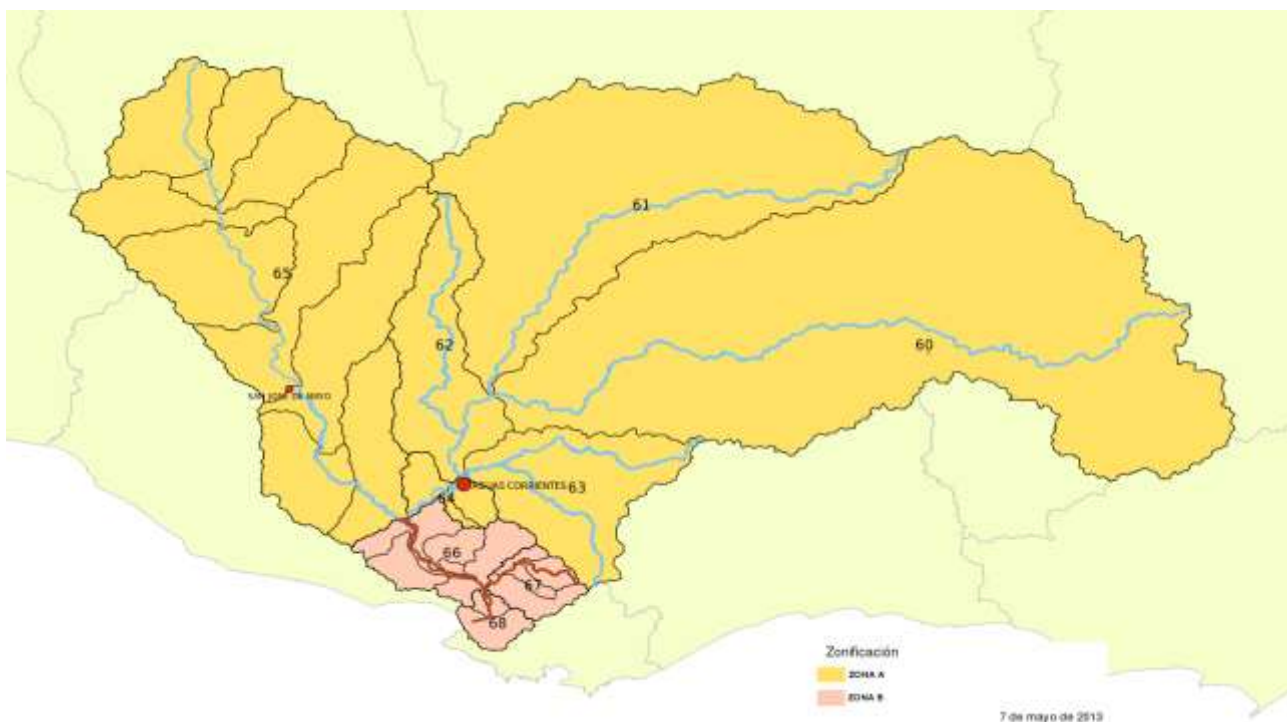 61
65
62
60
SAN JOSE DE MAYO
AGUAS CORRIENTES
63
64
66
67
68
Zonificación
ZONA A
ZONA B
7 de mayo de 2013